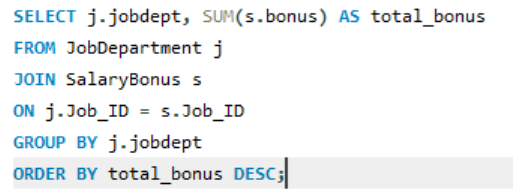 SELECT j.jobdept, SUM(s.bonus) AS total_bonus
FROM JobDepartment j
JOIN SalaryBonus s
ON j.Job_ID = s.Job_ID
GROUP BY j.jobdept
ORDER BY total_bonus DESC;